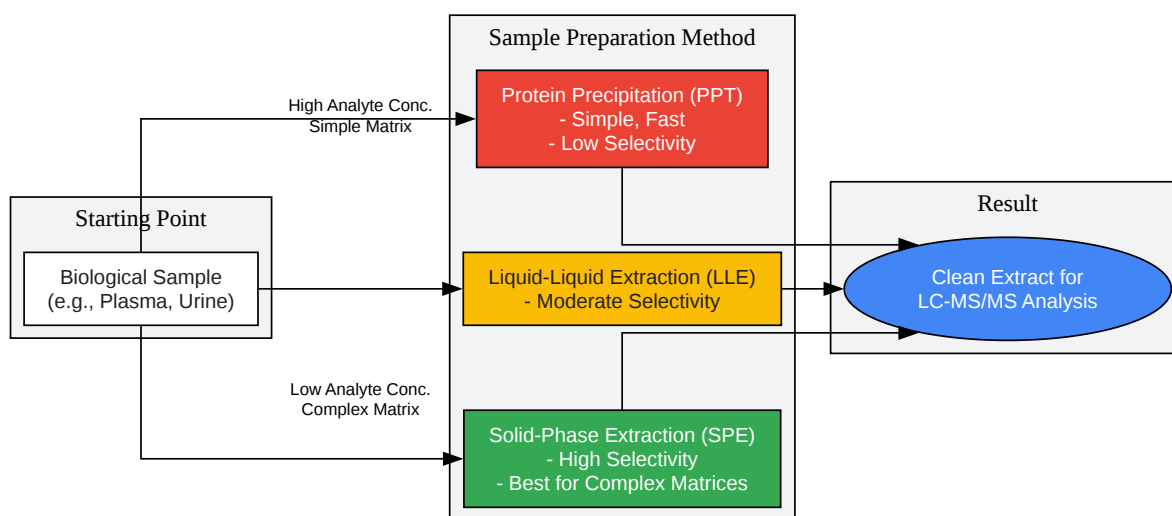 Starting Point
Biological Sample
(e.g., Plasma, Urine)
High Analyte Conc.
Simple Matrix
Low Analyte Conc.
Complex Matrix
Sample Preparation Method
Protein Precipitation (PPT)
- Simple, Fast
- Low Selectivity
Liquid-Liquid Extraction (LLE)
- Moderate Selectivity
Solid-Phase Extraction (SPE)
- High Selectivity
- Best for Complex Matrices
Result
Clean Extract for
LC-MS/MS Analysis